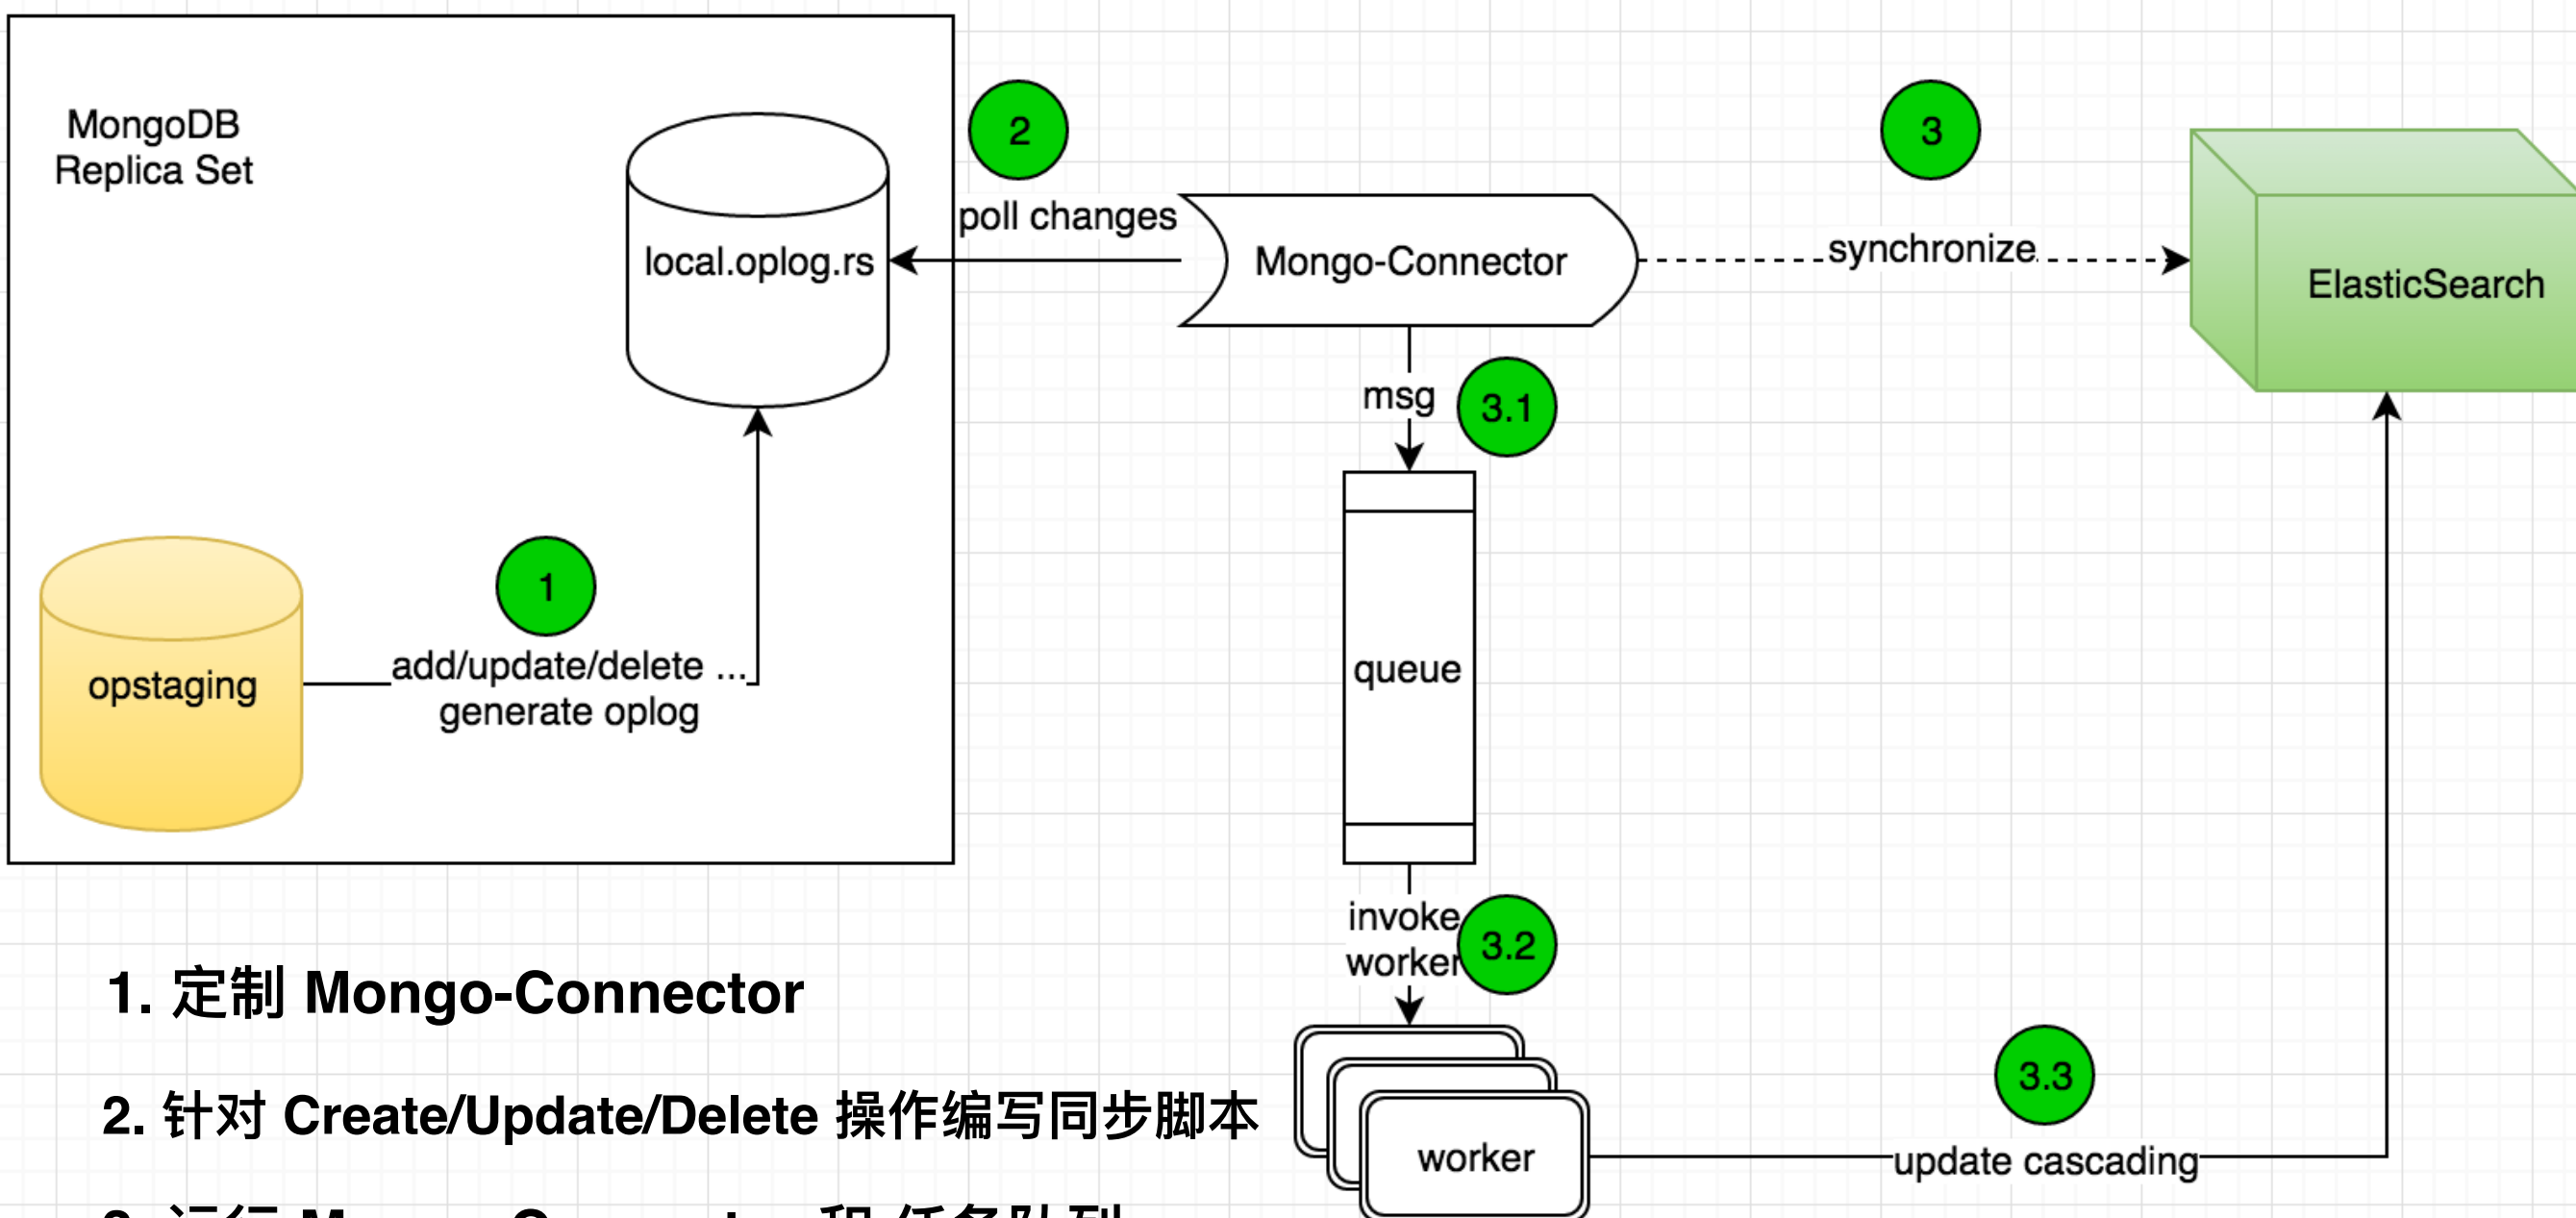 MongoDB
Replica Set
local.oplog.rs
2
poll changes
Mongo-Connector
3
synchronize
ElasticSearch
msg
3.1
opstaging
1
add/update/delete ...
generate oplog
queue
invoke
worker
3.2
worker
3.3
update cascading
1. 定制 Mongo-Connector
2. 针对 Create/Update/Delete 操作编写同步脚本